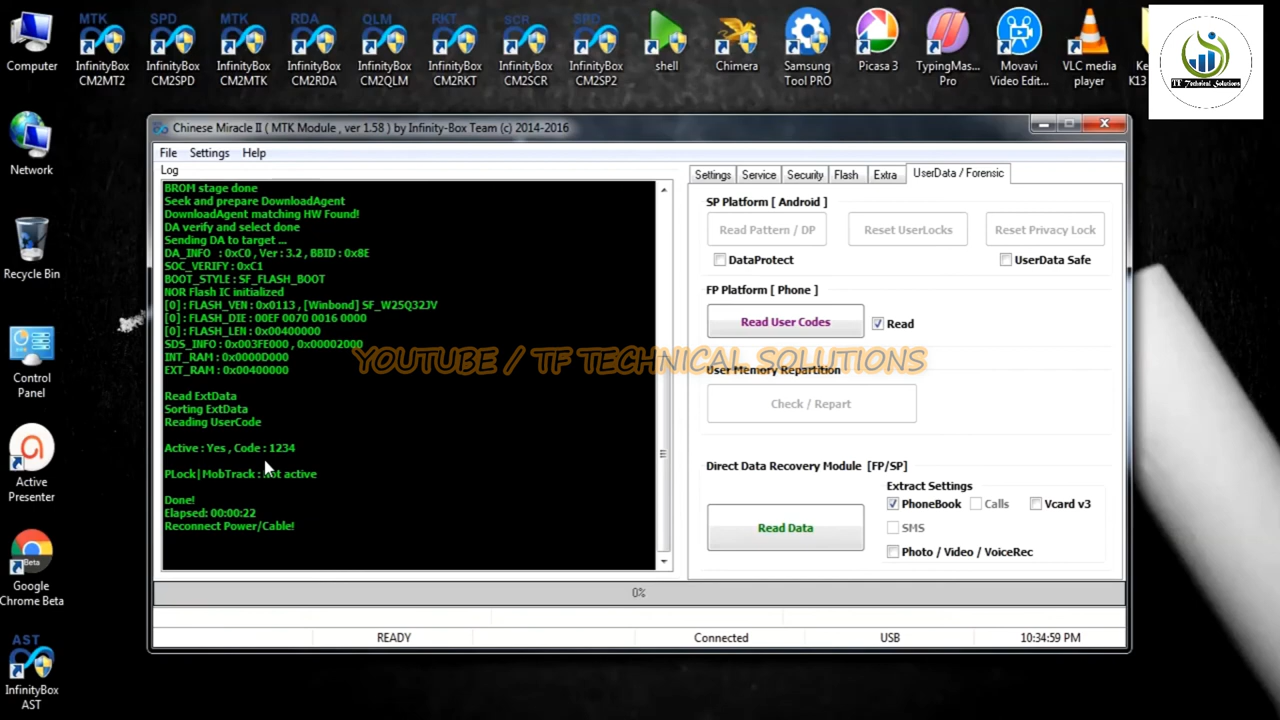 MTK
SPD
MTK
RDA
QLM
RKT
SCR
SPD
Computer
InfinityBox
CM2MT2
InfinityBox
CM2SPD
InfinityBox
CM2MTK
InfinityBox
CM2RDA
InfinityBox
CM2QLM
InfinityBox
CM2RKT
InfinityBox
CM2SCR
InfinityBox
CM2SP2
shell
Chimera
Samsung
Tool PRO
Picasa 3
TypingMas...
Pro
Movavi
Video Edit...
VLC media
player
K13
TF Technical Solutions
Network
Recycle Bin
Control
Panel
Active
Presenter
Beta
Google
Chrome Beta
AST
InfinityBox
AST
Chinese Miracle II ( MTK Module , ver 1.58 ) by Infinity-Box Team (c) 2014-2016
File Settings Help
Log
BROM stage done
Seek and prepare DownloadAgent
DownloadAgent matching HW Found!
DA verify and select done
Sending DA to target ...
DA_INFO : 0xC0 , Ver : 3.2 , BBID : 0x8E
SOC_VERIFY : 0xC1
BOOT_STYLE : SF_FLASH_BOOT
NOR Flash IC initialized
[0] : FLASH_VEN : 0x0113 , [Winbond] SF_W25Q32JV
[0] : FLASH_DIE : 00EF 0070 0016 0000
[0] : FLASH_LEN : 0x00400000
SDS_INFO : 0x003FE000 , 0x00002000
INT_RAM : 0x0000D000
EXT_RAM : 0x00400000
Read ExtData
Sorting ExtData
Reading UserCode
Active : Yes , Code : 1234
PLock|MobTrack : not active
Done!
Elapsed: 00:00:22
Reconnect Power/Cable!
Settings Service Security Flash Extra UserData / Forensic
SP Platform [ Android ]
Read Pattern / DP Reset UserLocks Reset Privacy Lock
DataProtect UserData Safe
FP Platform [ Phone ]
Read User Codes Read
YOUTUBE / TF TECHNICAL SOLUTIONS
User Memory Repartition
Check / Repart
Direct Data Recovery Module [FP/SP]
Extract Settings
PhoneBook Calls Vcard v3
Read Data
SMS
Photo / Video / VoiceRec
0%
READY Connected USB 10:34:59 PM